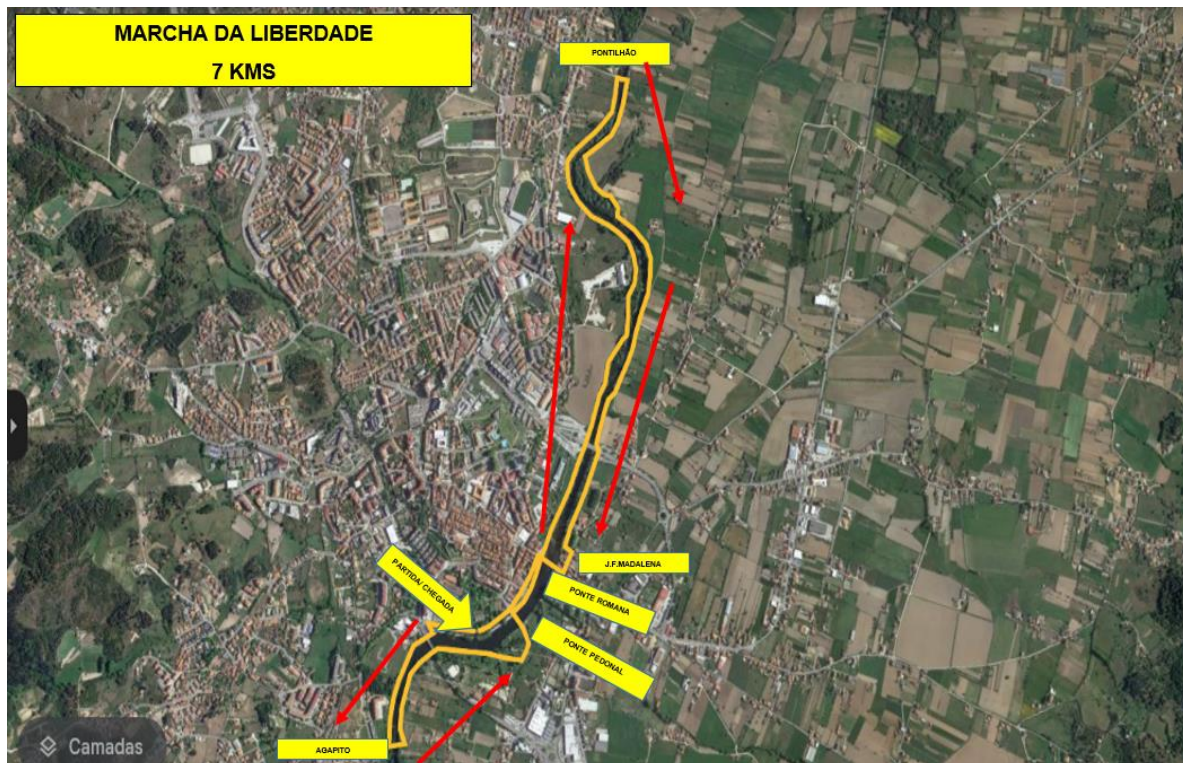 MARCHA DA LIBERDADE
7 KMS
PONTILHÃO
J.F.MADALENA
PARTIDA/ CHEGADA
PONTE ROMANA
PONTE PEDONAL
AGAPITO
Camadas